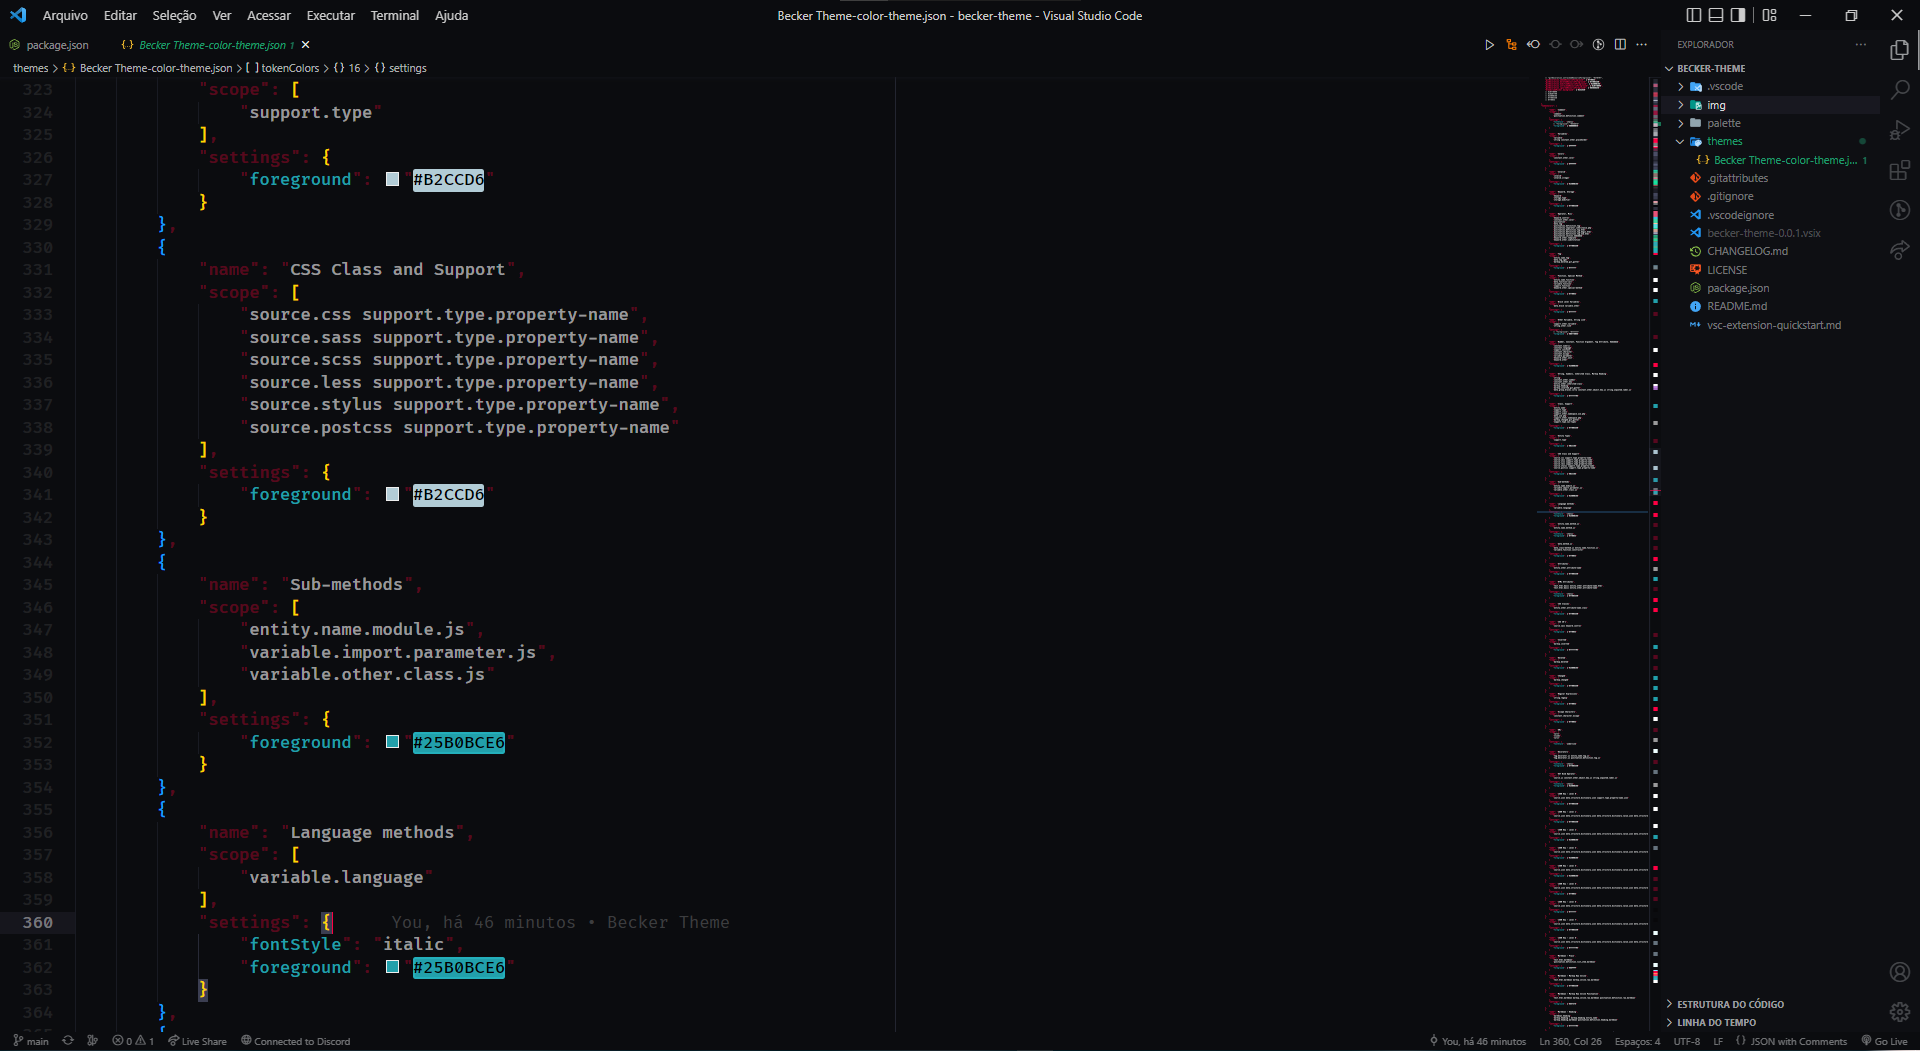 Arquivo Editar Seleção Ver Acessar Executar Terminal Ajuda
Becker Theme-color-theme.json - becker-theme - Visual Studio Code
package.json
{..} Becker Theme-color-theme.json 1
themes > {..} Becker Theme-color-theme.json > [ ] tokenColors > {} 16 > {} settings
323 "scope": [
324 "support.type"
325 ],
326 "settings": {
327 "foreground": "#B2CCD6"
328 }
329 },
330 {
331 "name": "CSS Class and Support",
332 "scope": [
333 "source.css support.type.property-name",
334 "source.sass support.type.property-name",
335 "source.scss support.type.property-name",
336 "source.less support.type.property-name",
337 "source.stylus support.type.property-name",
338 "source.postcss support.type.property-name"
339 ],
340 "settings": {
341 "foreground": "#B2CCD6"
342 }
343 },
344 {
345 "name": "Sub-methods",
346 "scope": [
347 "entity.name.module.js",
348 "variable.import.parameter.js",
349 "variable.other.class.js"
350 ],
351 "settings": {
352 "foreground": "#25B0BCE6"
353 }
354 },
355 {
356 "name": "Language methods",
357 "scope": [
358 "variable.language"
359 ],
360 "settings": { You, há 46 minutos • Becker Theme
361 "fontStyle": "italic",
362 "foreground": "#25B0BCE6"
363 }
364 },
EXPLORADOR
BECKER-THEME
.vscode
img
palette
themes
{..} Becker Theme-color-theme.j... 1
.gitattributes
.gitignore
.vscodeignore
becker-theme-0.0.1.vsix
CHANGELOG.md
LICENSE
package.json
README.md
vsc-extension-quickstart.md
ESTRUTURA DO CÓDIGO
LINHA DO TEMPO
main 0 1 Live Share Connected to Discord
You, há 46 minutos Ln 360, Col 26 Espaços: 4 UTF-8 LF {} JSON with Comments Go Live